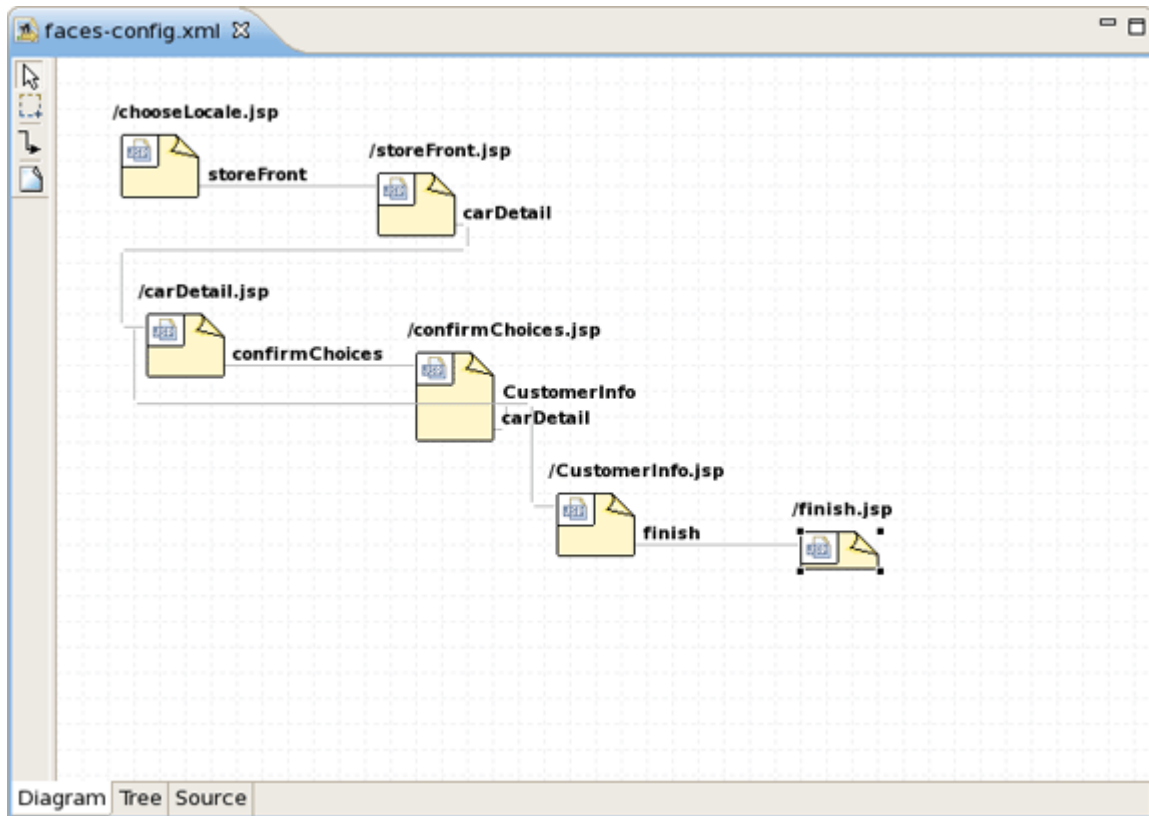 faces-config.xml
/chooseLocale.jsp
storeFront
/storeFront.jsp
carDetail
/carDetail.jsp
confirmChoices
/confirmChoices.jsp
CustomerInfo
carDetail
/CustomerInfo.jsp
finish
/finish.jsp
Diagram Tree Source